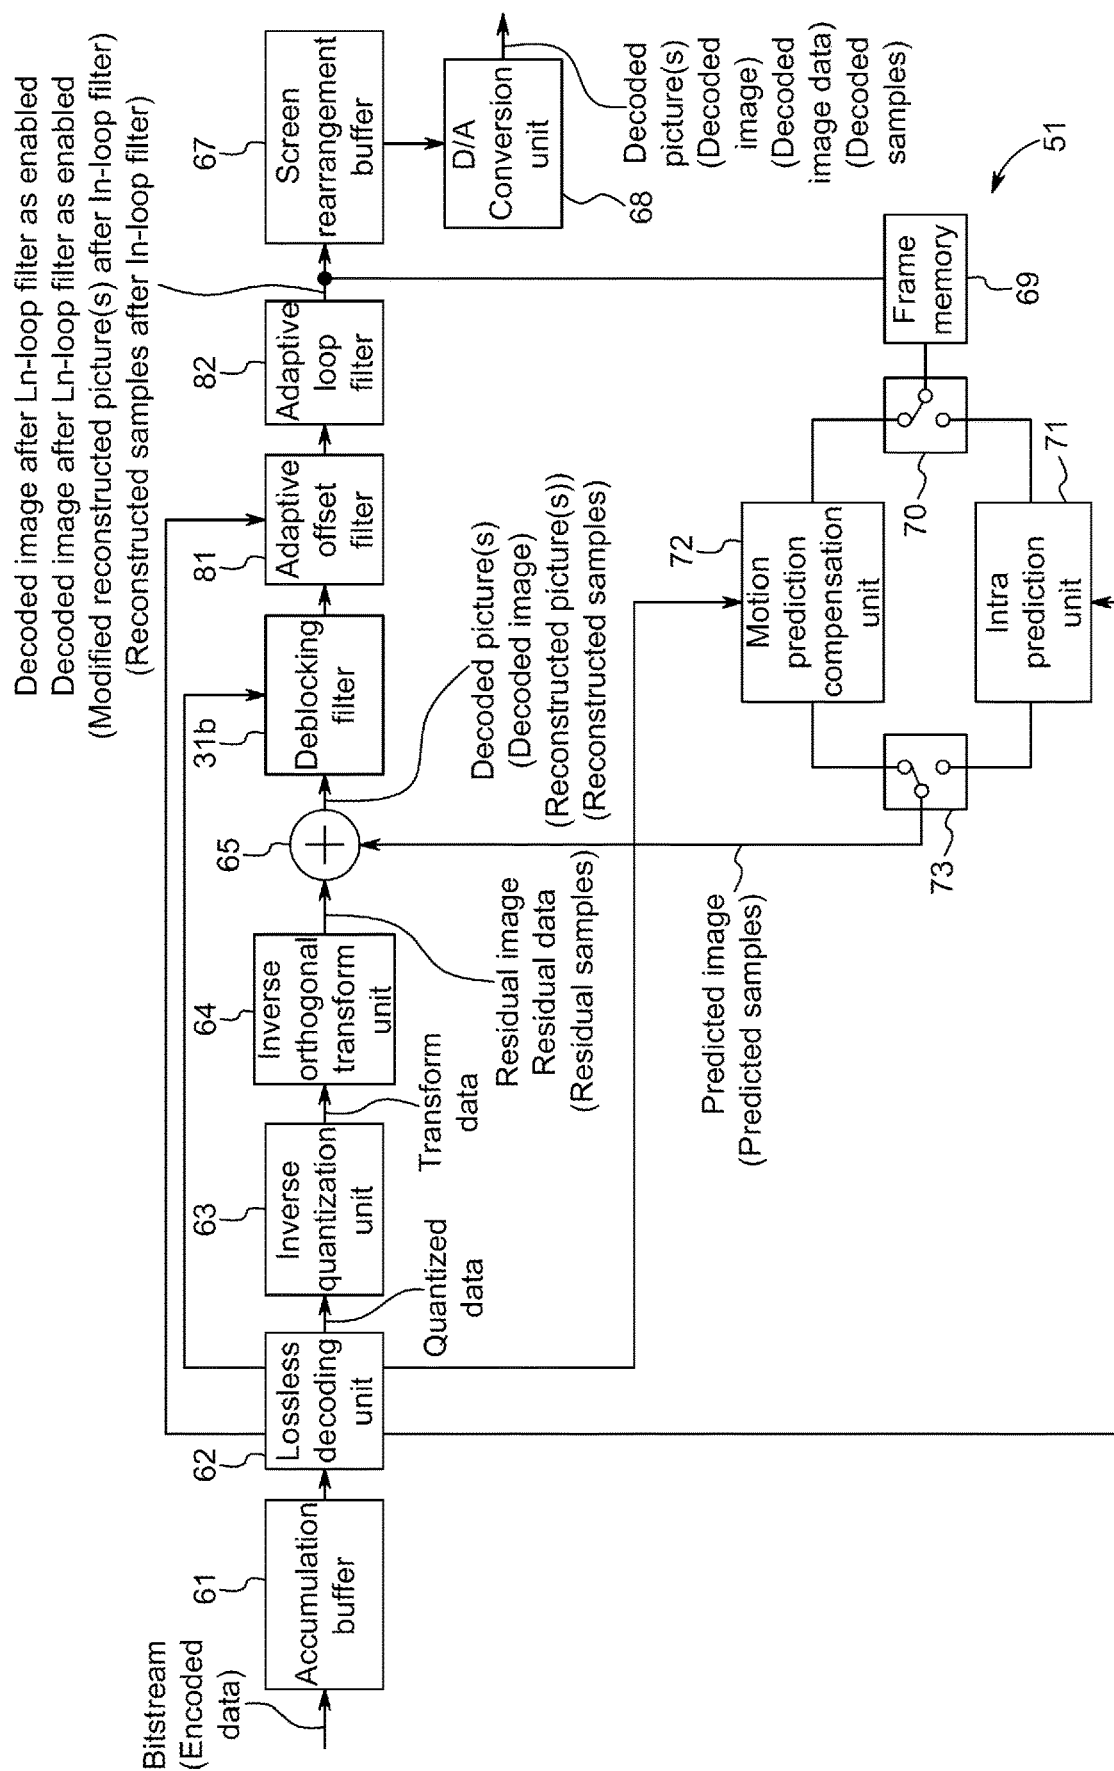 Decoded image after Ln-loop filter as enabled
Decoded image after Ln-loop filter as enabled
(Modified reconstructed picture(s) after In-loop filter)
(Reconstructed samples after In-loop filter)
Bitstream
(Encoded
data)
61
Accumulation
buffer
62
Lossless
decoding
unit
Quantized
data
63
Inverse
quantization
unit
Transform
data
64
Inverse
orthogonal
transform
unit
Residual image
Residual data
(Residual samples)
65
+
Decoded picture(s)
(Decoded image)
(Reconstructed picture(s))
(Reconstructed samples)
31b
Deblocking
filter
81
Adaptive
offset
filter
82
Adaptive
loop
filter
67
Screen
rearrangement
buffer
D/A
Conversion
unit
68
Decoded
picture(s)
(Decoded
image)
(Decoded
image data)
(Decoded
samples)
Predicted image
(Predicted samples)
73
72
Motion
prediction
compensation
unit
Intra
prediction
unit
71
70
Frame
memory
69
51